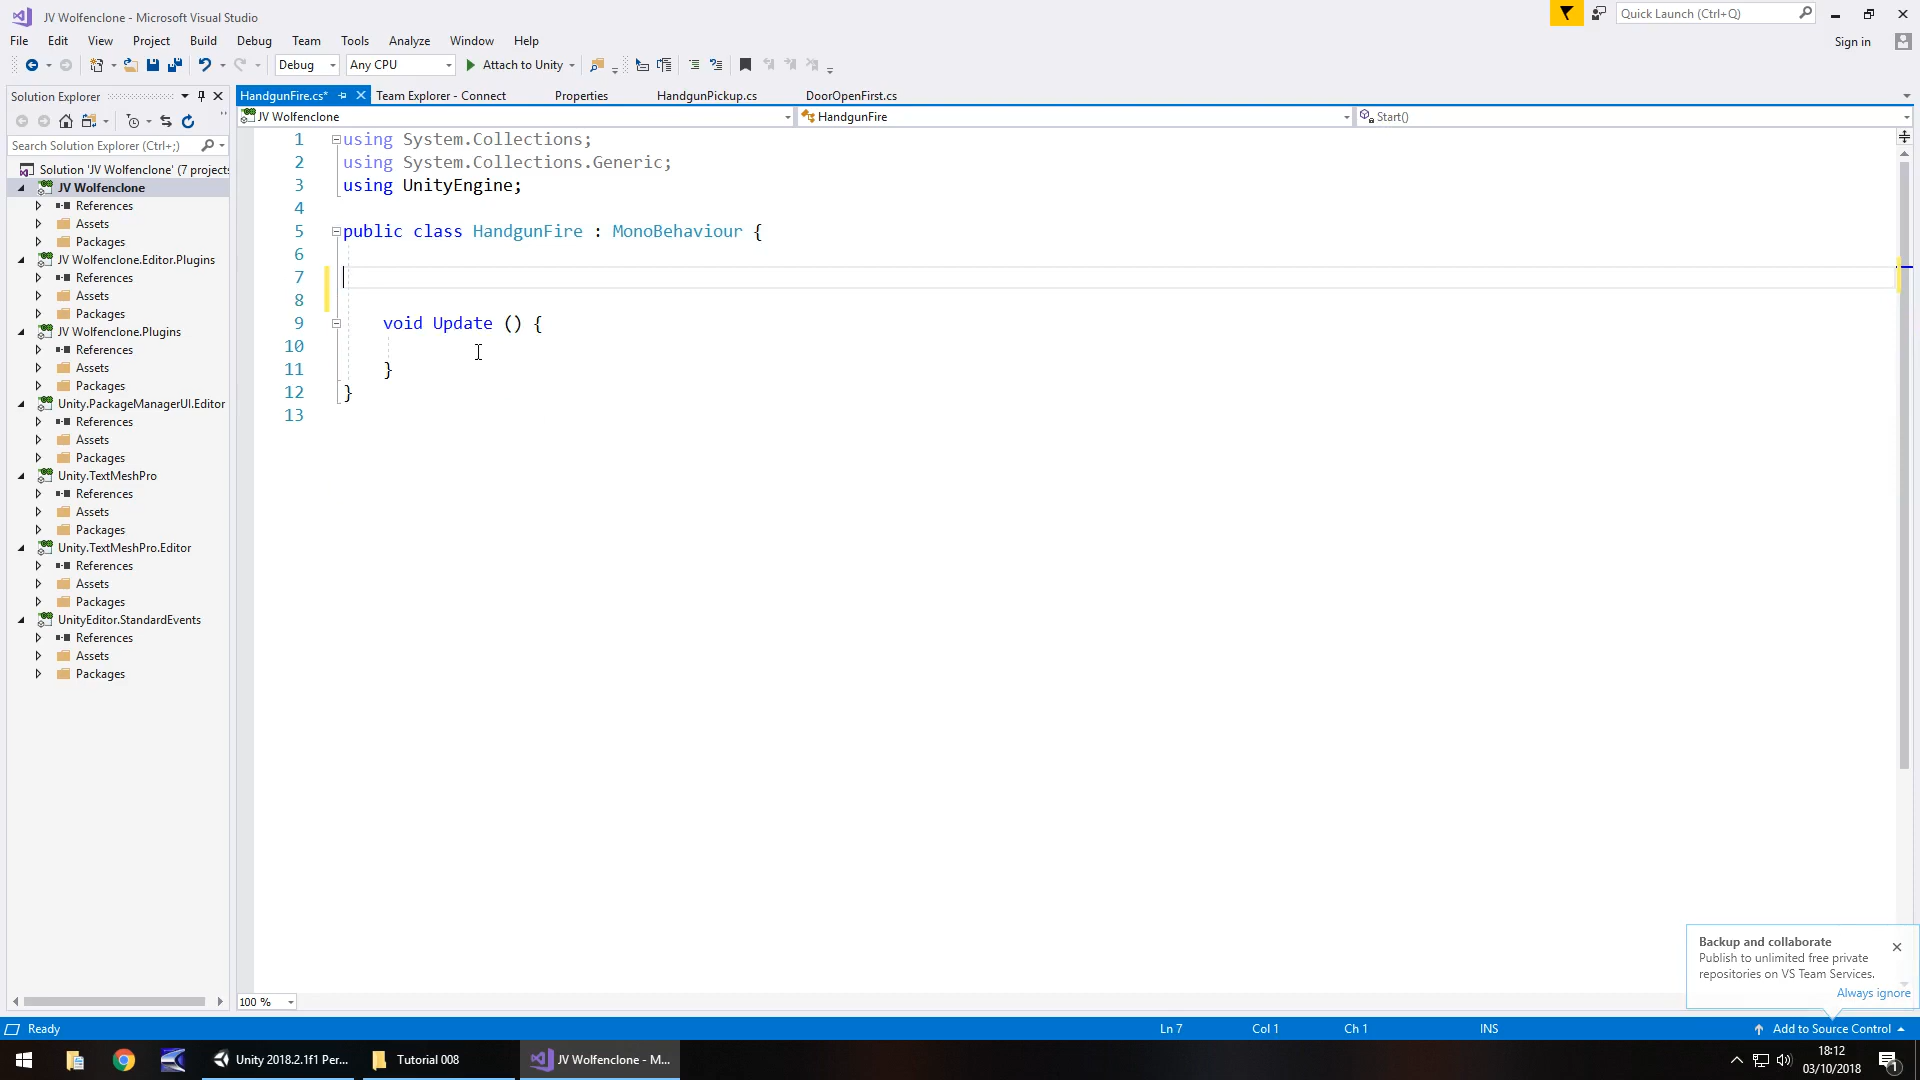 JV Wolfenclone - Microsoft Visual Studio
Quick Launch (Ctrl+Q)
File Edit View Project Build Debug Team Tools Analyze Window Help
Sign in
Debug Any CPU Attach to Unity
Solution Explorer
HandgunFire.cs* Team Explorer - Connect Properties HandgunPickup.cs DoorOpenFirst.cs
JV Wolfenclone HandgunFire Start()
Search Solution Explorer (Ctrl+;)
Solution 'JV Wolfenclone' (7 projects
JV Wolfenclone
References
Assets
Packages
JV Wolfenclone.Editor.Plugins
References
Assets
Packages
JV Wolfenclone.Plugins
References
Assets
Packages
Unity.PackageManagerUI.Editor
References
Assets
Packages
Unity.TextMeshPro
References
Assets
Packages
Unity.TextMeshPro.Editor
References
Assets
Packages
UnityEditor.StandardEvents
References
Assets
Packages
1 using System.Collections;
2 using System.Collections.Generic;
3 using UnityEngine;
4
5 public class HandgunFire : MonoBehaviour {
6
7
8
9 void Update () {
10
11 }
12 }
13
Backup and collaborate
Publish to unlimited free private
repositories on VS Team Services.
Always ignore
100 %
Ready Ln 7 Col 1 Ch 1 INS Add to Source Control
Unity 2018.2.1f1 Per... Tutorial 008 JV Wolfenclone - M...
18:12
03/10/2018
1